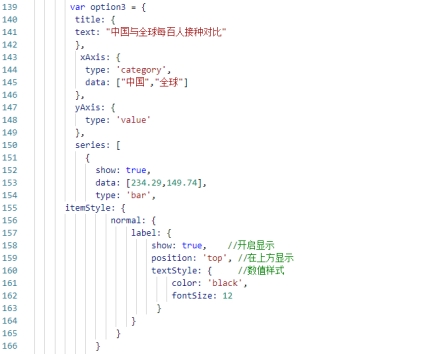 139 var option3 = {
140 title: {
141 text: "中国与全球每百人接种对比"
142 },
143 xAxis: {
144 type: 'category',
145 data: ["中国","全球"]
146 },
147 yAxis: {
148 type: 'value'
149 },
150 series: [
151 {
152 show: true,
153 data: [234.29,149.74],
154 type: 'bar',
155 itemStyle: {
156 normal: {
157 label: {
158 show: true, //开启显示
159 position: 'top', //在上方显示
160 textStyle: { //数值样式
161 color: 'black',
162 fontSize: 12
163 }
164 }
165 }
166 }